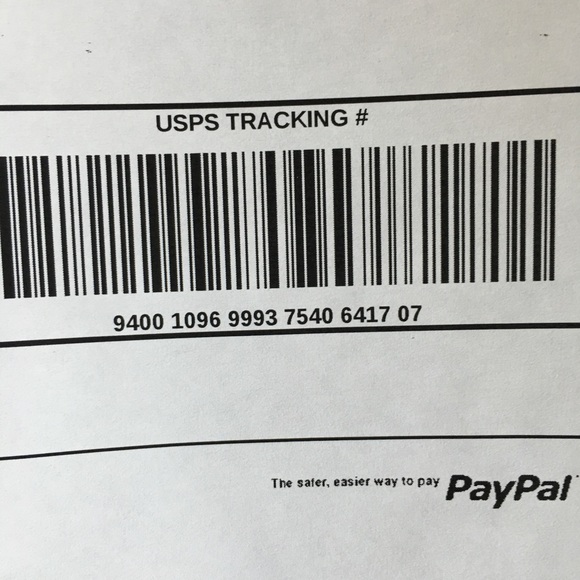 USPS TRACKING #
9400 1096 9993 7540 6417 07
The safer, easier way to pay PayPal